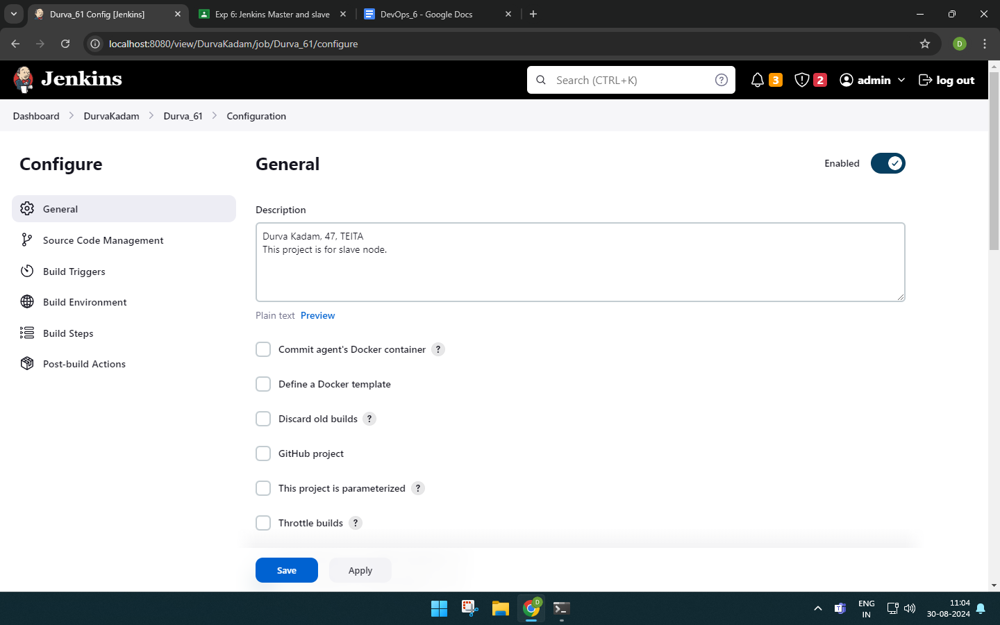 Durva_61 Config [Jenkins]
Exp 6: Jenkins Master and slave
DevOps_6 - Google Docs
localhost:8080/view/DurvaKadam/job/Durva_61/configure
D
Jenkins
Search (CTRL+K)
?
3
2
admin
log out
Dashboard
DurvaKadam
Durva_61
Configuration
Configure
General
Source Code Management
Build Triggers
Build Environment
Build Steps
Post-build Actions
General
Enabled
Description
Durva Kadam, 47, TEITA
This project is for slave node.
Plain text Preview
Commit agent's Docker container ?
Define a Docker template
Discard old builds ?
GitHub project
This project is parameterized ?
Throttle builds ?
Save
Apply
D
ENG
IN
11:04
30-08-2024